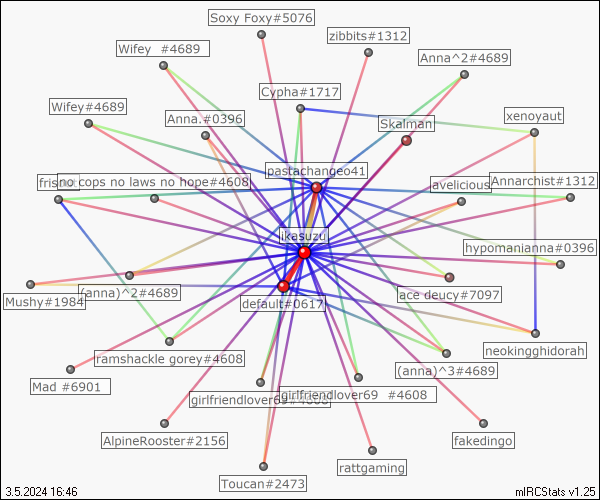 Soxy Foxy#5076
zibbits#1312
Wifey #4689
Anna^2#4689
Cypha#1717
Wifey#4689
Anna.#0396
Skalman
xenoyaut
pastachangeo41
no cops no laws no hope#4608
avelicious
Annarchist#1312
ikasuzu
hypomanianna#0396
Mushy#1984
(anna)^2#4689
ace deucy#7097
default#0617
ramshackle gorey#4608
neokingghidorah
(anna)^3#4689
Mad #6901
girlfriendlover69 #4608
AlpineRooster#2156
fakedingo
rattgaming
Toucan#2473
3.5.2024 16:46
mIRCStats v1.25